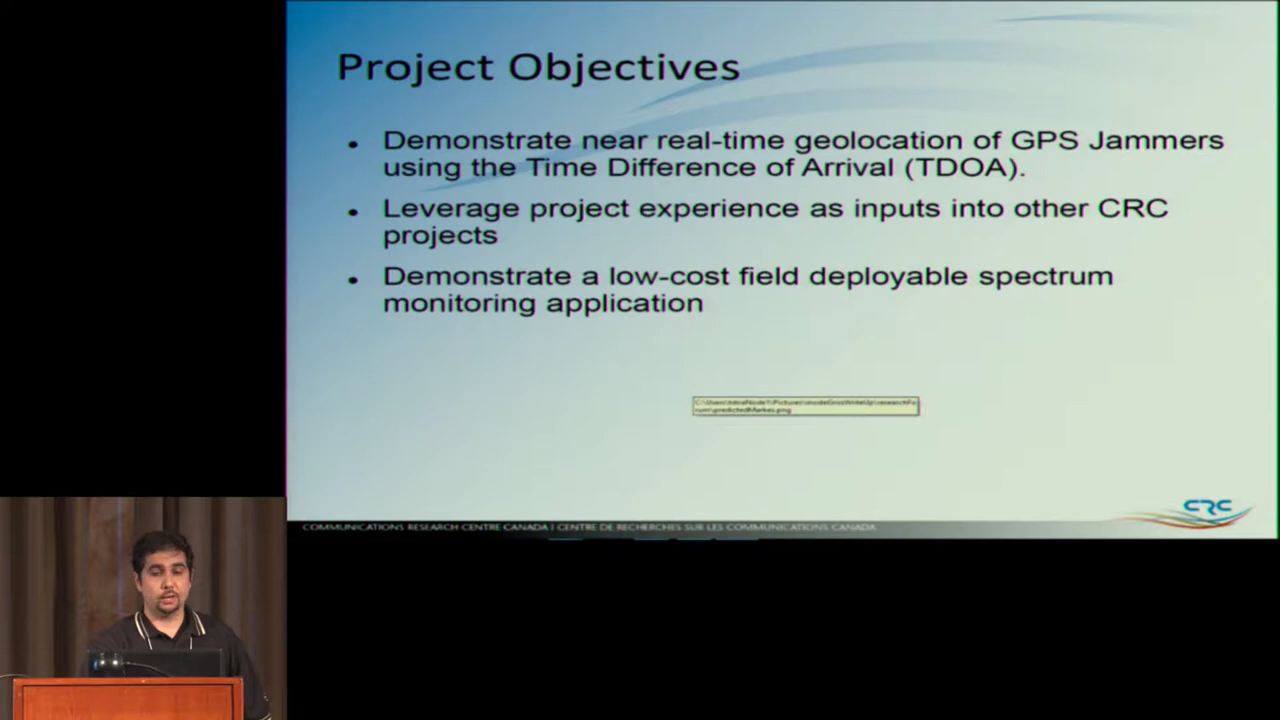 Project Objectives
• Demonstrate near real-time geolocation of GPS Jammers
using the Time Difference of Arrival (TDOA).
• Leverage project experience as inputs into other CRC
projects
• Demonstrate a low-cost field deployable spectrum
monitoring application
CRC
COMMUNICATIONS RESEARCH CENTRE CANADA | CENTRE DE RECHERCHES SUR LES COMMUNICATIONS CANADA